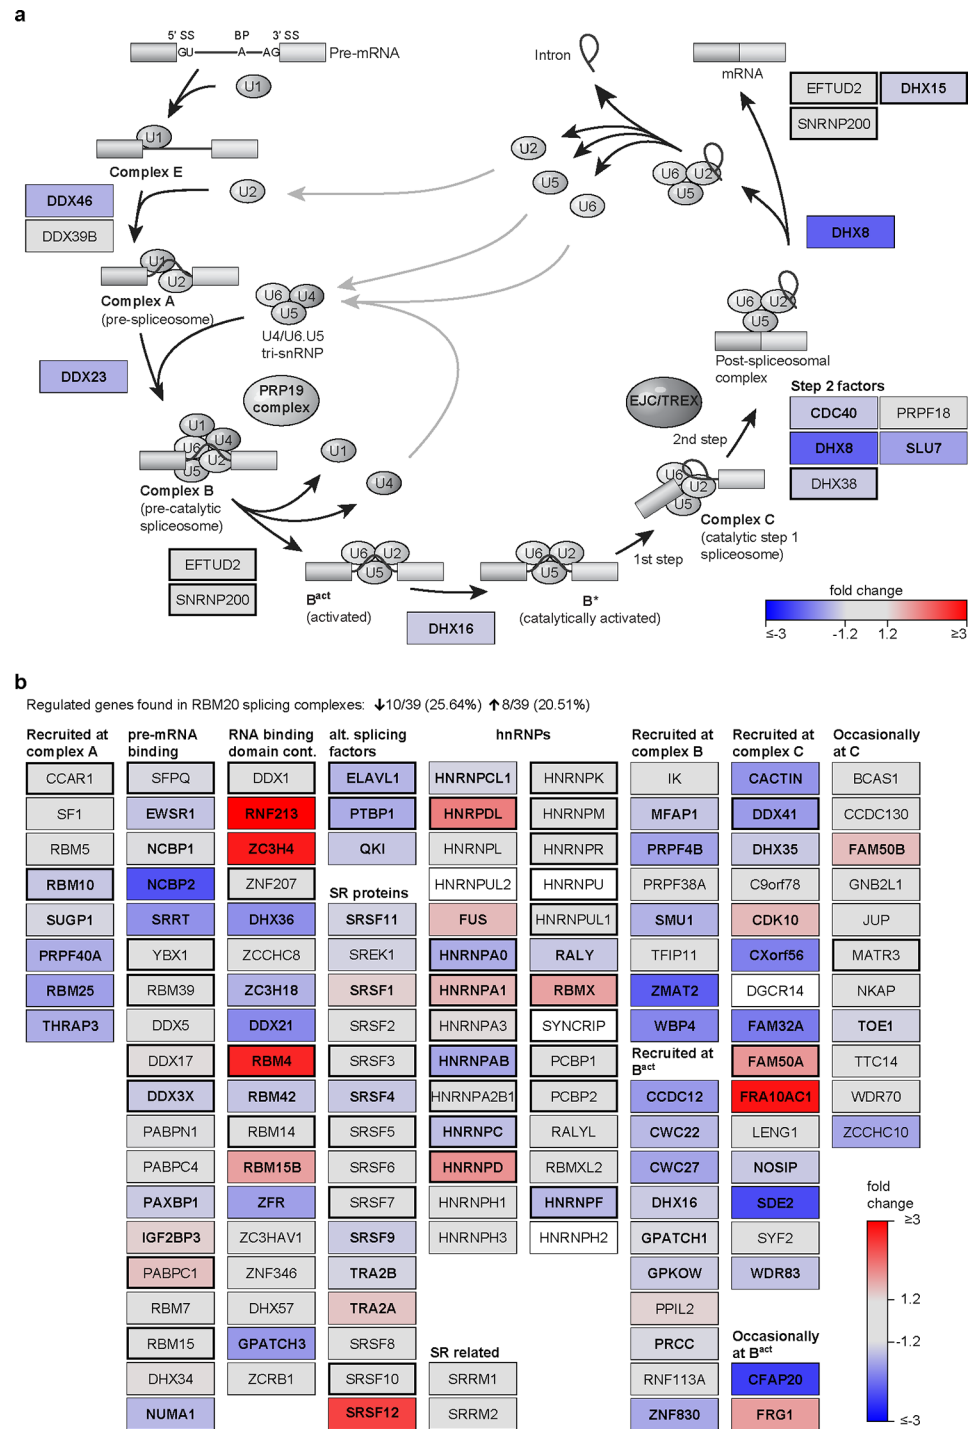 a
5' SS BP 3' SS
GU A AG Pre-mRNA
U1
U1
Complex E
DDX46
DDX39B
U2
U1
U2
Complex A
(pre-spliceosome)
U6 U4
U5
U4/U6.U5
tri-snRNP
DDX23
PRP19
complex
U1
U6 U4
U2
U5
Complex B
(pre-catalytic
spliceosome)
U1
U4
EFTUD2
SNRNP200
U6 U2
U5
Bact
(activated)
DHX16
U6 U2
U5
B*
(catalytically activated)
1st step
U6
U2
U5
Complex C
(catalytic step 1
spliceosome)
2nd step
EJC/TREX
Step 2 factors
CDC40 PRPF18
DHX8 SLU7
DHX38
Post-spliceosomal
complex
U6 U2
U5
DHX8
U6 U2
U5
U2
U5
U6
Intron
mRNA
EFTUD2 DHX15
SNRNP200
fold change
≤-3 -1.2 1.2 ≥3
b
Regulated genes found in RBM20 splicing complexes: ↓10/39 (25.64%) ↑8/39 (20.51%)
Recruited at
complex A
CCAR1
SF1
RBM5
RBM10
SUGP1
PRPF40A
RBM25
THRAP3
pre-mRNA
binding
SFPQ
EWSR1
NCBP1
NCBP2
SRRT
YBX1
RBM39
DDX5
DDX17
DDX3X
PABPN1
PABPC4
PAXBP1
IGF2BP3
PABPC1
RBM7
RBM15
DHX34
NUMA1
RNA binding
domain cont.
DDX1
RNF213
ZC3H4
ZNF207
DHX36
ZCCHC8
ZC3H18
DDX21
RBM4
RBM42
RBM14
RBM15B
ZFR
ZC3HAV1
ZNF346
DHX57
GPATCH3
ZCRB1
alt. splicing
factors
ELAVL1
PTBP1
QKI
SR proteins
SRSF11
SREK1
SRSF1
SRSF2
SRSF3
SRSF4
SRSF5
SRSF6
SRSF7
SRSF9
TRA2B
TRA2A
SRSF8
SRSF10
SRSF12
hnRNPs
HNRNPCL1 HNRNPK
HNRPDL HNRNPM
HNRNPL HNRNPR
HNRNPUL2 HNRNPU
FUS HNRNPUL1
HNRNPA0 RALY
HNRNPA1 RBMX
HNRNPA3 SYNCRIP
HNRNPAB PCBP1
HNRNPA2B1 PCBP2
HNRNPC RALYL
HNRNPD RBMXL2
HNRNPH1 HNRNPF
HNRNPH3 HNRNPH2
SR related
SRRM1
SRRM2
Recruited at
complex B
IK
MFAP1
PRPF4B
PRPF38A
SMU1
TFIP11
ZMAT2
WBP4
Recruited at
Bact
CCDC12
CWC22
CWC27
DHX16
GPATCH1
GPKOW
PPIL2
PRCC
RNF113A
ZNF830
Recruited at
complex C
CACTIN
DDX41
DHX35
C9orf78
CDK10
CXorf56
DGCR14
FAM32A
FAM50A
FRA10AC1
LENG1
NOSIP
SDE2
SYF2
WDR83
Occasionally
at Bact
CFAP20
FRG1
Occasionally
at C
BCAS1
CCDC130
FAM50B
GNB2L1
JUP
MATR3
NKAP
TOE1
TTC14
WDR70
ZCCHC10
fold
change
≥3
1.2
-1.2
≤-3